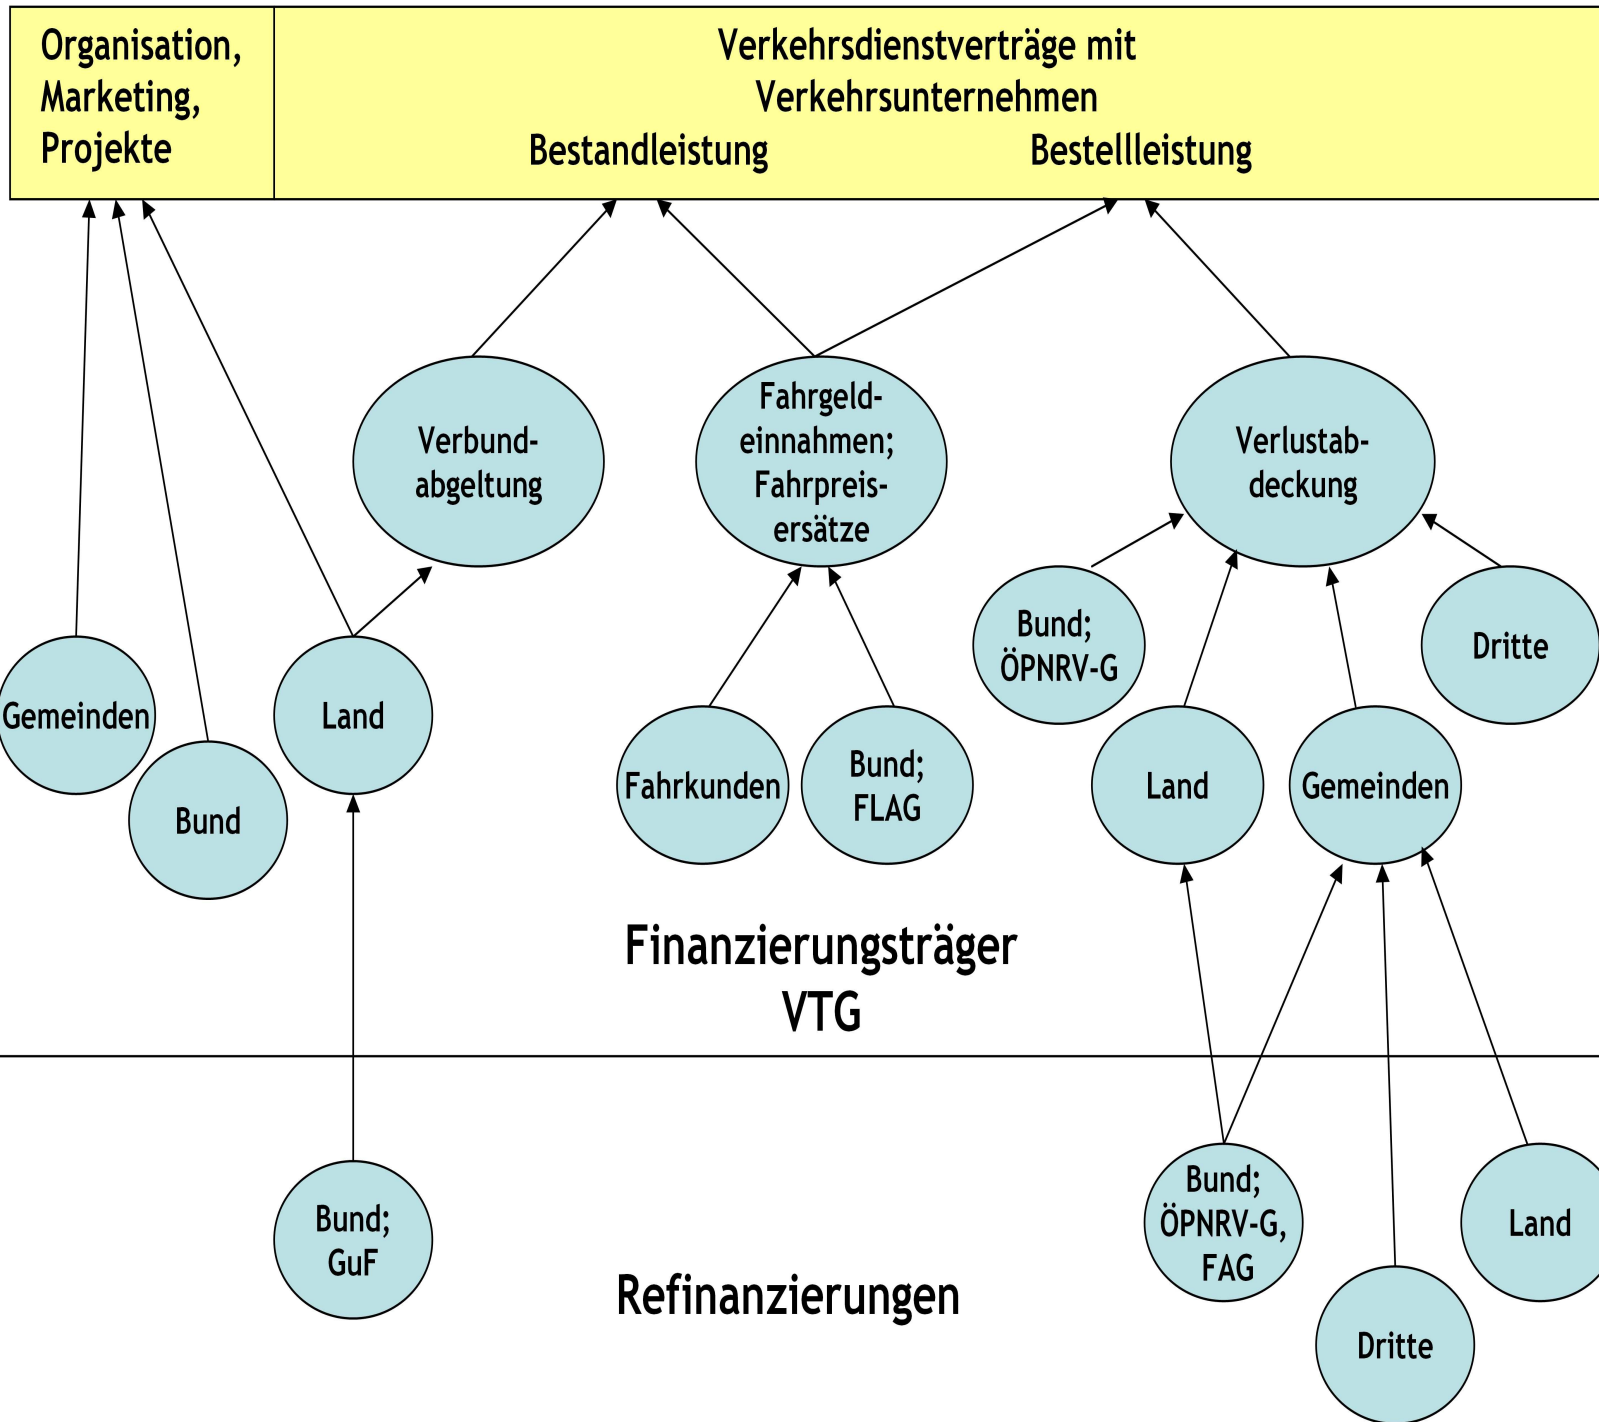 Organisation,
Marketing,
Projekte
Verkehrsdienstverträge mit
Verkehrsunternehmen
Bestandleistung
Bestellleistung
Verbund-
abgeltung
Fahrgeld-
einnahmen;
Fahrpreis-
ersätze
Verlustab-
deckung
Gemeinden
Bund
Land
Fahrkunden
Bund;
FLAG
Bund;
ÖPNRV-G
Land
Gemeinden
Dritte
Finanzierungsträger
VTG
Bund;
GuF
Refinanzierungen
Bund;
ÖPNRV-G,
FAG
Dritte
Land